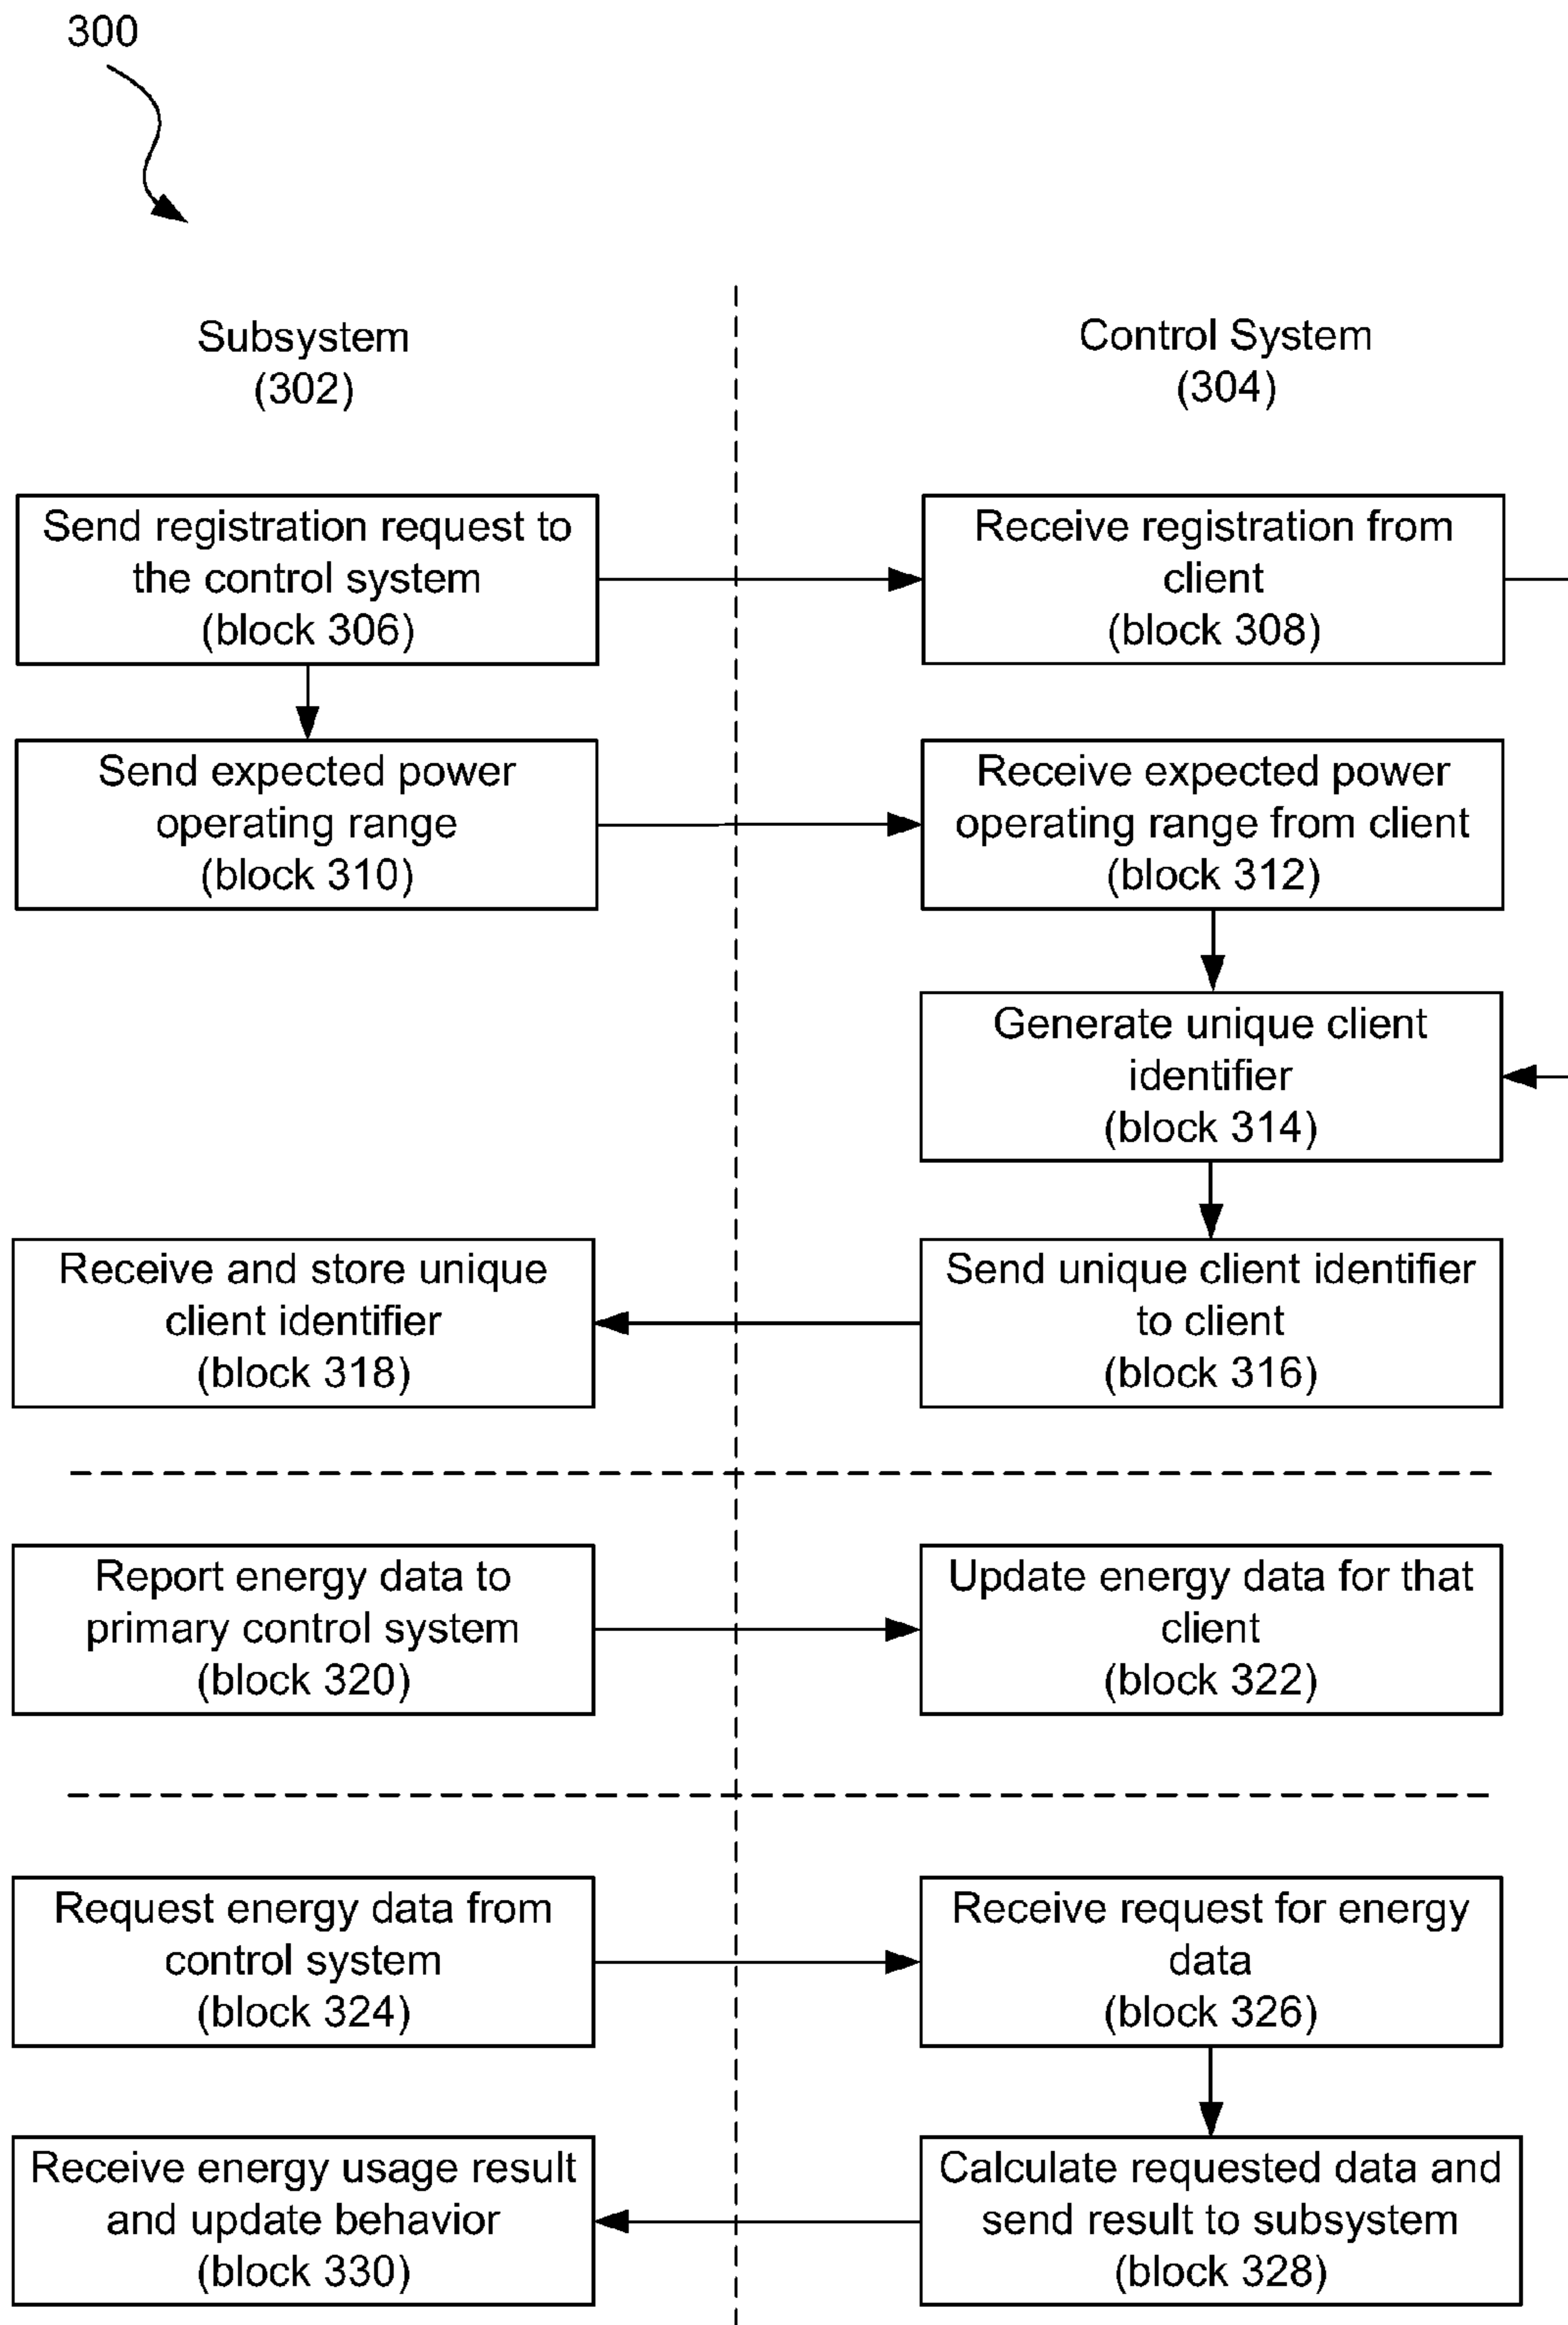 300
Subsystem
(302)
Control System
(304)
Send registration request to
the control system
(block 306)
Receive registration from
client
(block 308)
Send expected power
operating range
(block 310)
Receive expected power
operating range from client
(block 312)
Generate unique client
identifier
(block 314)
Receive and store unique
client identifier
(block 318)
Send unique client identifier
to client
(block 316)
Report energy data to
primary control system
(block 320)
Update energy data for that
client
(block 322)
Request energy data from
control system
(block 324)
Receive request for energy
data
(block 326)
Receive energy usage result
and update behavior
(block 330)
Calculate requested data and
send result to subsystem
(block 328)